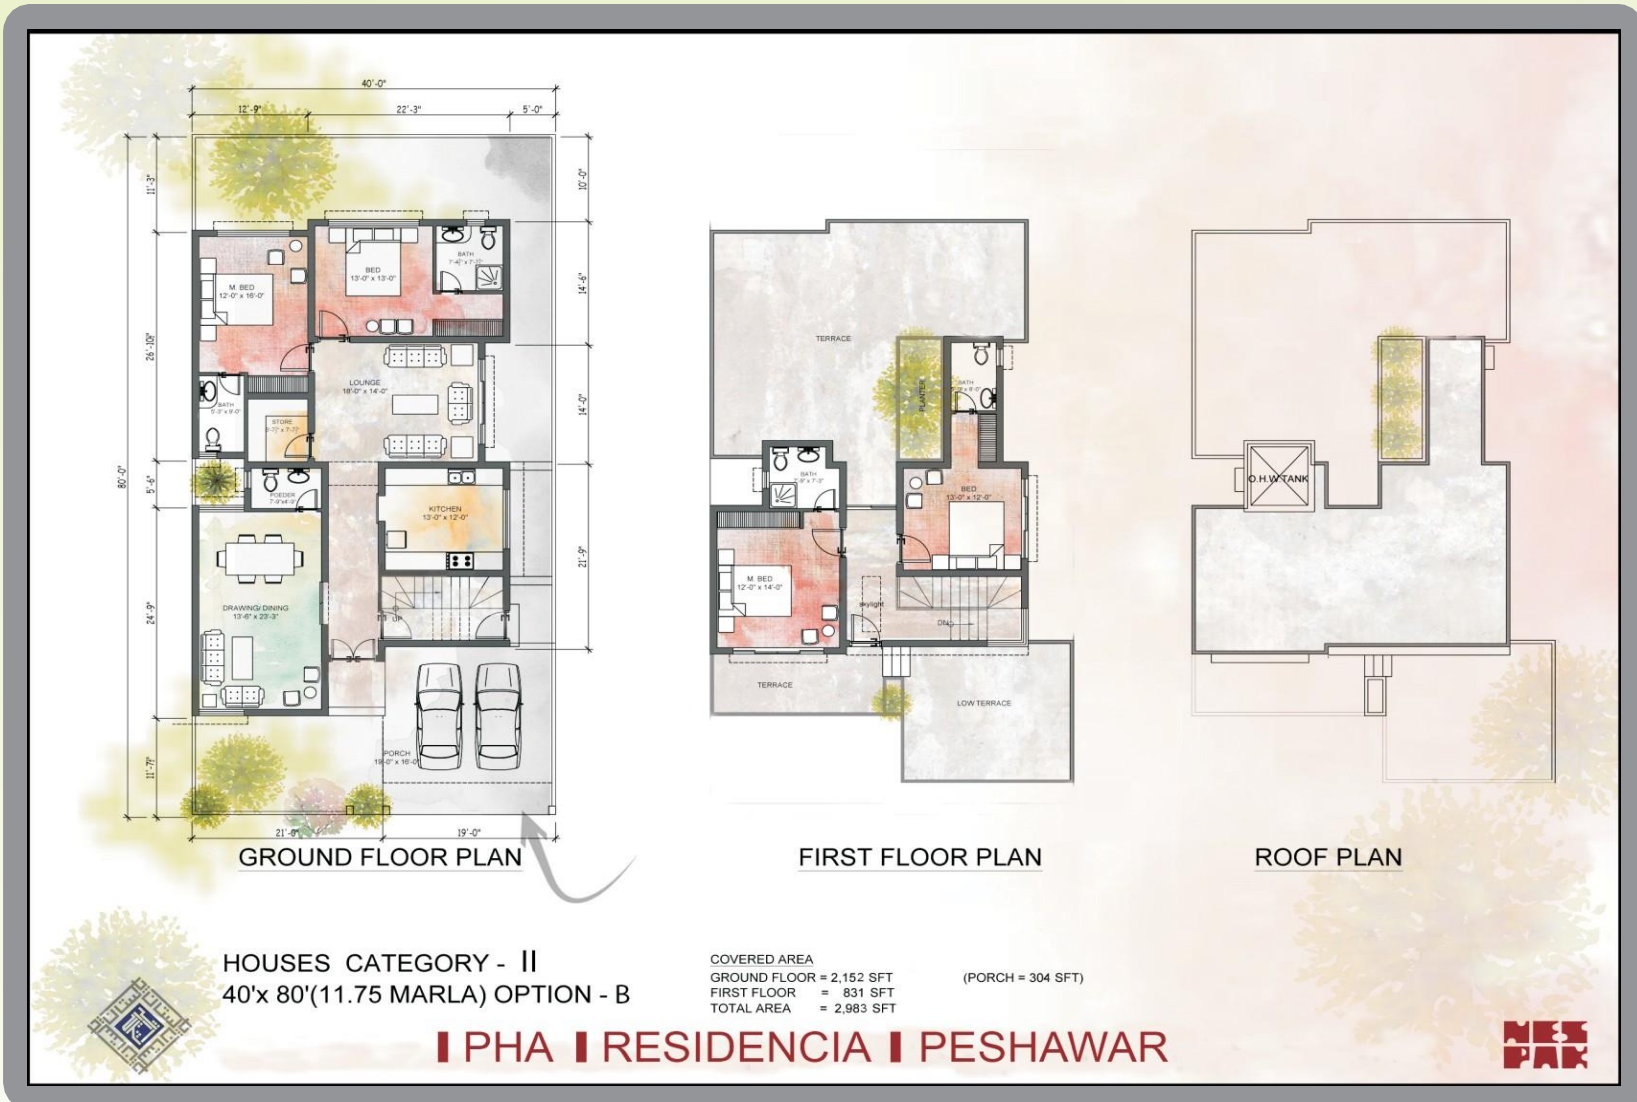 40'-0"
12'-9"
22'-3"
5'-0"
11'-3"
10'-0"
80'-0"
14'-6"
14'-0"
5'-6"
24'-9"
21'-9"
21'-0"
19'-0"
M. BED
12'-0" x 16'-0"
BED
13'-0" x 13'-0"
BATH
LOUNGE
18'-0" x 14'-0"
BATH
5'-3" x 9'-0"
STORE
POEDER
KITCHEN
13'-0" x 12'-0"
DRAWING/ DINING
13'-6" x 23'-3"
UP
PORCH
19'-0" x 16'-0"
GROUND FLOOR PLAN
TERRACE
PLANTER
BATH
BATH
BED
13'-0" x 12'-0"
M. BED
12'-0" x 14'-0"
skylight
DN
TERRACE
LOW TERRACE
FIRST FLOOR PLAN
O.H.W.TANK
ROOF PLAN
HOUSES CATEGORY - II
40'x 80'(11.75 MARLA) OPTION - B
COVERED AREA
GROUND FLOOR = 2,152 SFT (PORCH = 304 SFT)
FIRST FLOOR = 831 SFT
TOTAL AREA = 2,983 SFT
PHA RESIDENCIA PESHAWAR
NES
PAK